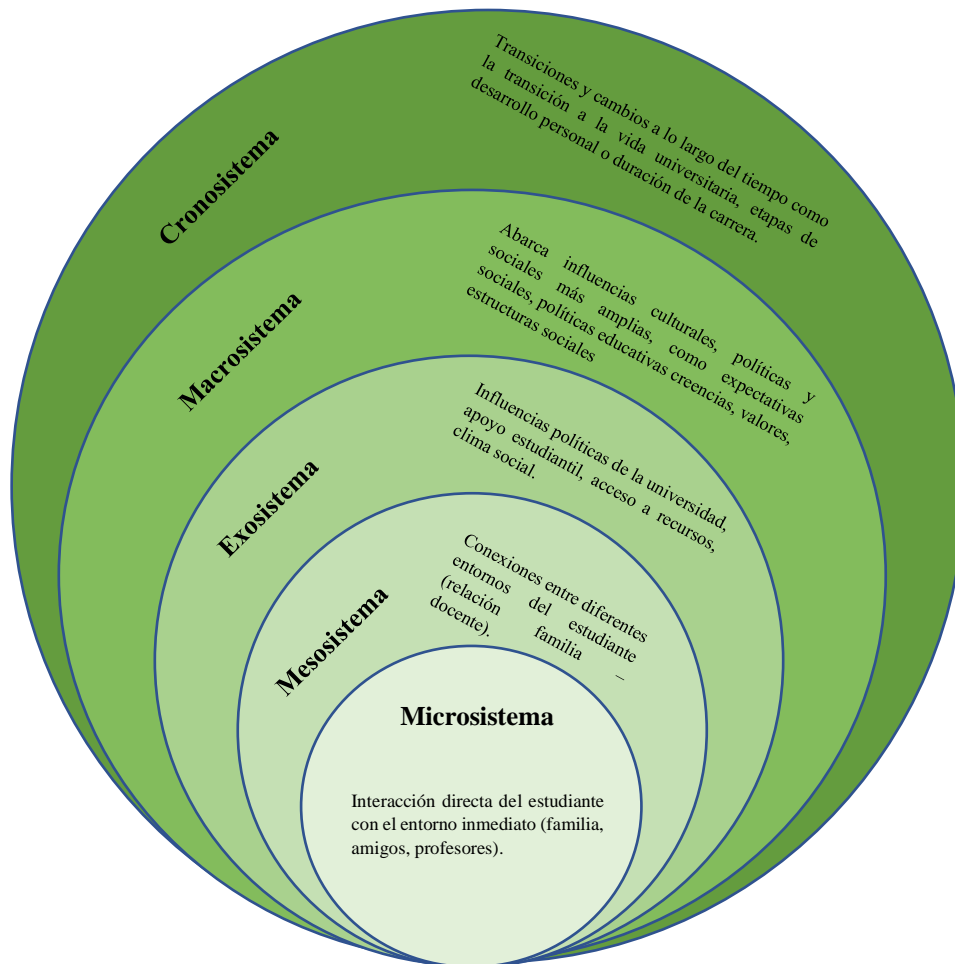 Cronosistema
Transiciones y cambios a lo largo del tiempo como
la transición a la vida universitaria, etapas de
desarrollo personal o duración de la carrera.
Macrosistema
Abarca influencias culturales, políticas y
sociales más amplias, como expectativas
sociales, políticas educativas creencias, valores,
estructuras sociales
Exosistema
Influencias políticas de la universidad,
apoyo estudiantil, acceso a recursos,
clima social.
Mesosistema
Conexiones entre diferentes
entornos del estudiante
(relación familia –
docente).
Microsistema
Interacción directa del estudiante
con el entorno inmediato (familia,
amigos, profesores).